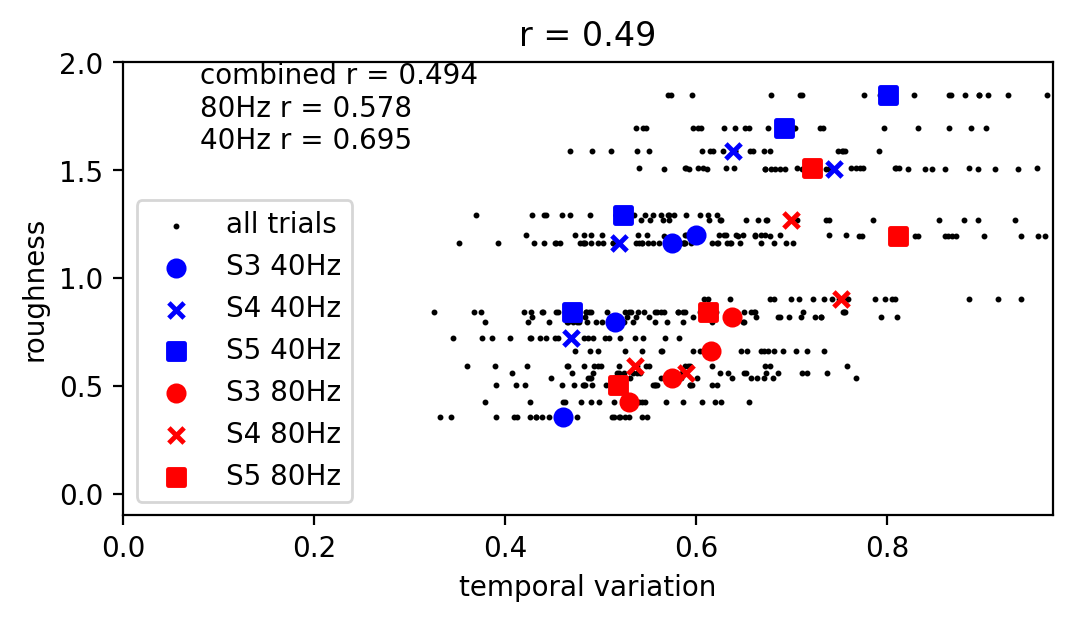 r = 0.49
combined r = 0.494
80Hz r = 0.578
40Hz r = 0.695
all trials
S3 40Hz
S4 40Hz
S5 40Hz
S3 80Hz
S4 80Hz
S5 80Hz
roughness
2.0
1.5
1.0
0.5
0.0
0.0 0.2 0.4 0.6 0.8
temporal variation